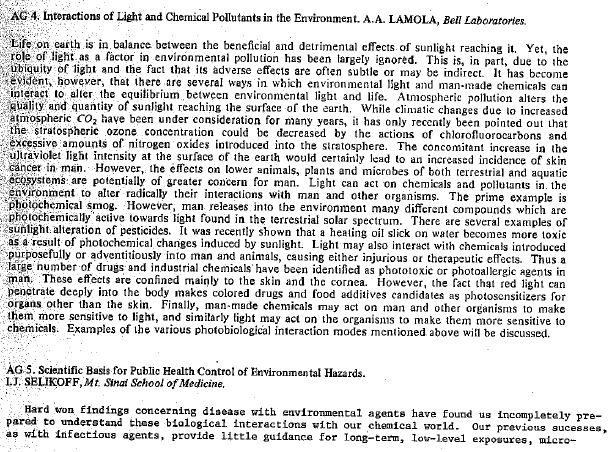 AG 4. Interactions of Light and Chemical Pollutants in the Environment. A.A. LAMOLA, Bell Laboratories.
Life on earth is in balance between the beneficial and detrimental effects of sunlight reaching it. Yet, the
role of light as a factor in environmental pollution has been largely ignored. This is, in part, due to the
ubiquity of light and the fact that its adverse effects are often subtle or may be indirect. It has become
evident, however, that there are several ways in which environmental light and man-made chemicals can
interact to alter the equilibrium between environmental light and life. Atmospheric pollution alters the
quality and quantity of sunlight reaching the surface of the earth. While climatic changes due to increased
atmospheric CO2 have been under consideration for many years, it has only recently been pointed out that
the stratospheric ozone concentration could be decreased by the actions of chlorofluorocarbons and
excessive amounts of nitrogen oxides introduced into the stratosphere. The concomitant increase in the
ultraviolet light intensity at the surface of the earth would certainly lead to an increased incidence of skin
cancer in man. However, the effects on lower animals, plants and microbes of both terrestrial and aquatic
ecosystems are potentially of greater concern for man. Light can act on chemicals and pollutants in the
environment to alter radically their interactions with man and other organisms. The prime example is
photochemical smog. However, man releases into the environment many different compounds which are
photochemically active towards light found in the terrestrial solar spectrum. There are several examples of
sunlight alteration of pesticides. It was recently shown that a heating oil slick on water becomes more toxic
as a result of photochemical changes induced by sunlight. Light may also interact with chemicals introduced
purposefully or adventitiously into man and animals, causing either injurious or therapeutic effects. Thus a
large number of drugs and industrial chemicals have been identified as phototoxic or photoallergic agents in
man. These effects are confined mainly to the skin and the cornea. However, the fact that red light can
penetrate deeply into the body makes colored drugs and food additives candidates as photosensitizers for
organs other than the skin. Finally, man-made chemicals may act on man and other organisms to make
them more sensitive to light, and similarly light may act on the organisms to make them more sensitive to
chemicals. Examples of the various photobiological interaction modes mentioned above will be discussed.
AG 5. Scientific Basis for Public Health Control of Environmental Hazards.
I.J. SELIKOFF, Mt. Sinai School of Medicine.
Hard won findings concerning disease with environmental agents have found us incompletely pre-
pared to understand these biological interactions with our chemical world. Our previous sucesses,
as with infectious agents, provide little guidance for long-term, low-level exposures, micro-